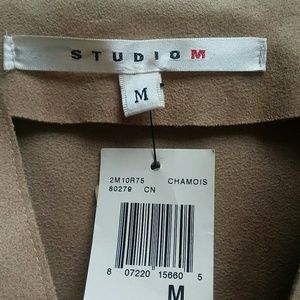 STUDIO M
M
2M10R75 CHAMOIS
80279 CN
8 07220 15660 5
M